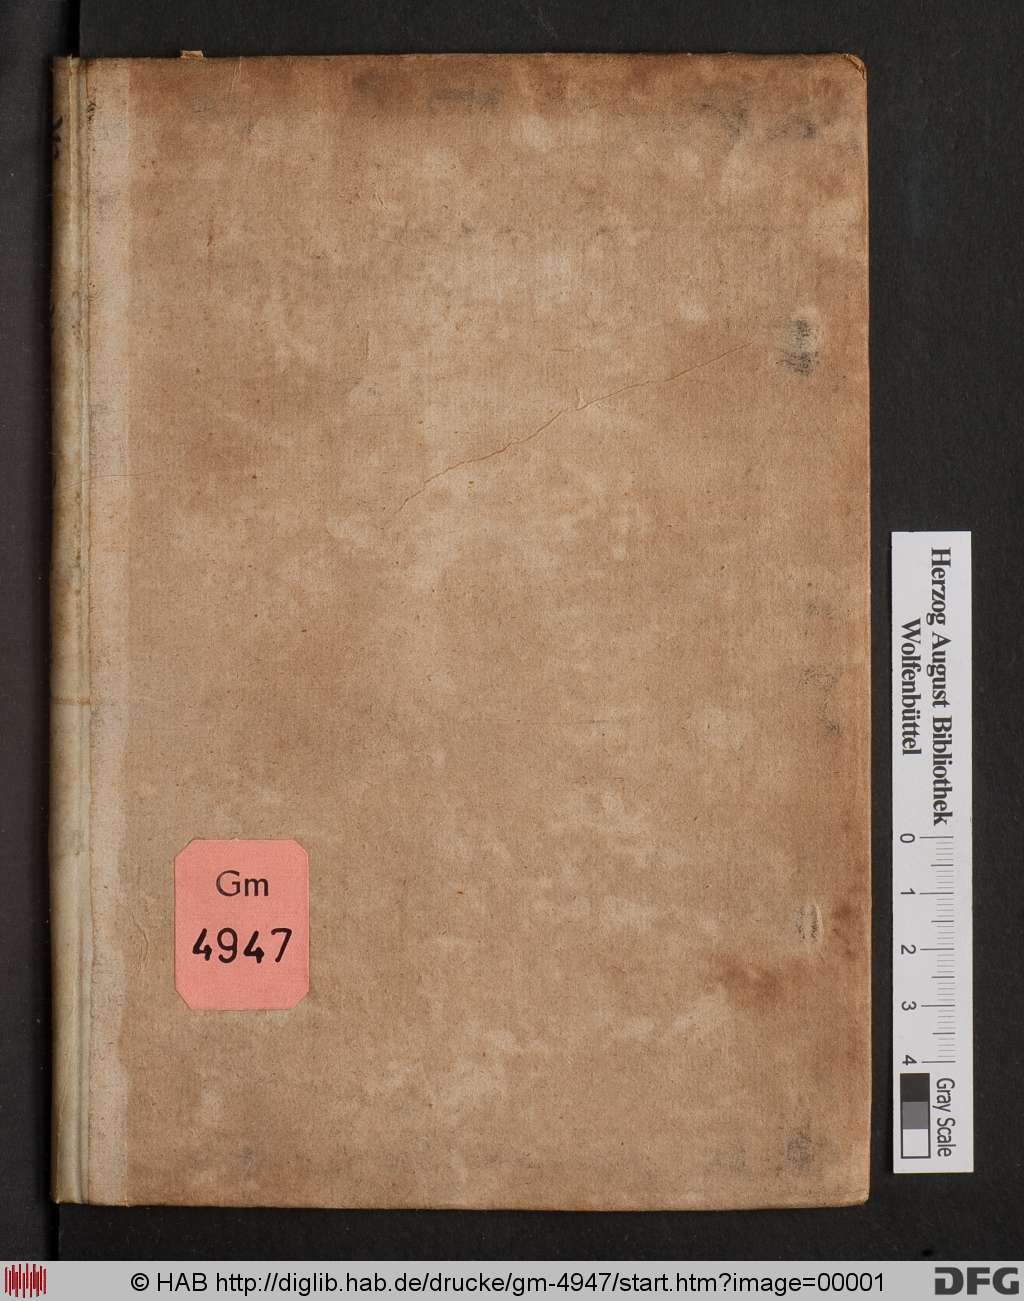 Gm
4947
Herzog August Bibliothek
Wolfenbüttel
0 1 2 3 4
Gray Scale
© HAB http://diglib.hab.de/drucke/gm-4947/start.htm?image=00001
DFG